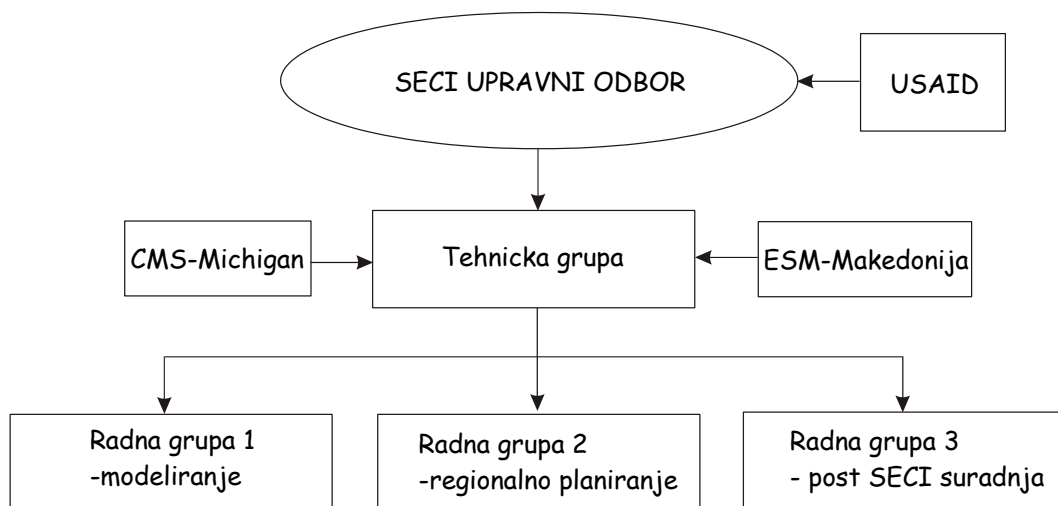 SECI UPRAVNI ODBOR
USAID
CMS-Michigan
Tehnicka grupa
ESM-Makedonija
Radna grupa 1
-modeliranje
Radna grupa 2
-regionalno planiranje
Radna grupa 3
- post SECI suradnja